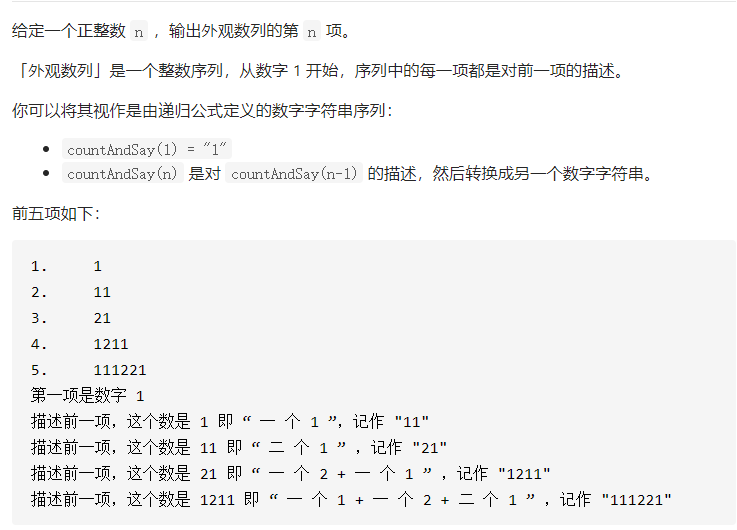 给定一个正整数 n ，输出外观数列的第 n 项。
「外观数列」是一个整数序列，从数字 1 开始，序列中的每一项都是对前一项的描述。
你可以将其视作是由递归公式定义的数字字符串序列：
• countAndSay(1) = "1"
• countAndSay(n) 是对 countAndSay(n-1) 的描述，然后转换成另一个数字字符串。
前五项如下：
1.     1
2.     11
3.     21
4.     1211
5.     111221
第一项是数字 1
描述前一项，这个数是 1 即 “ 一 个 1 ”，记作 "11"
描述前一项，这个数是 11 即 “ 二 个 1 ” ，记作 "21"
描述前一项，这个数是 21 即 “ 一 个 2 + 一 个 1 ” ，记作 "1211"
描述前一项，这个数是 1211 即 “ 一 个 1 + 一 个 2 + 二 个 1 ” ，记作 "111221"